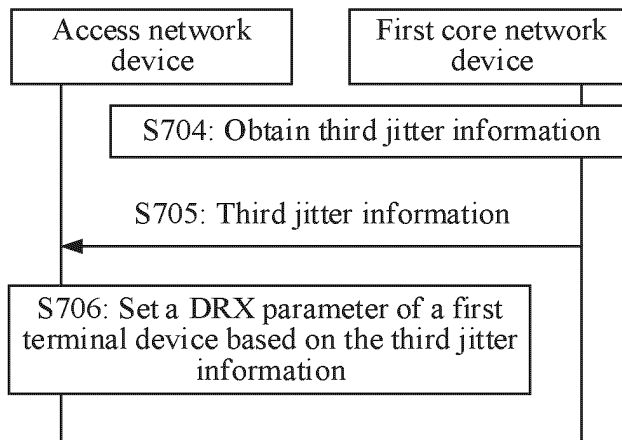 Access network
device
First core network
device
S704: Obtain third jitter information
S705: Third jitter information
S706: Set a DRX parameter of a first
terminal device based on the third jitter
information